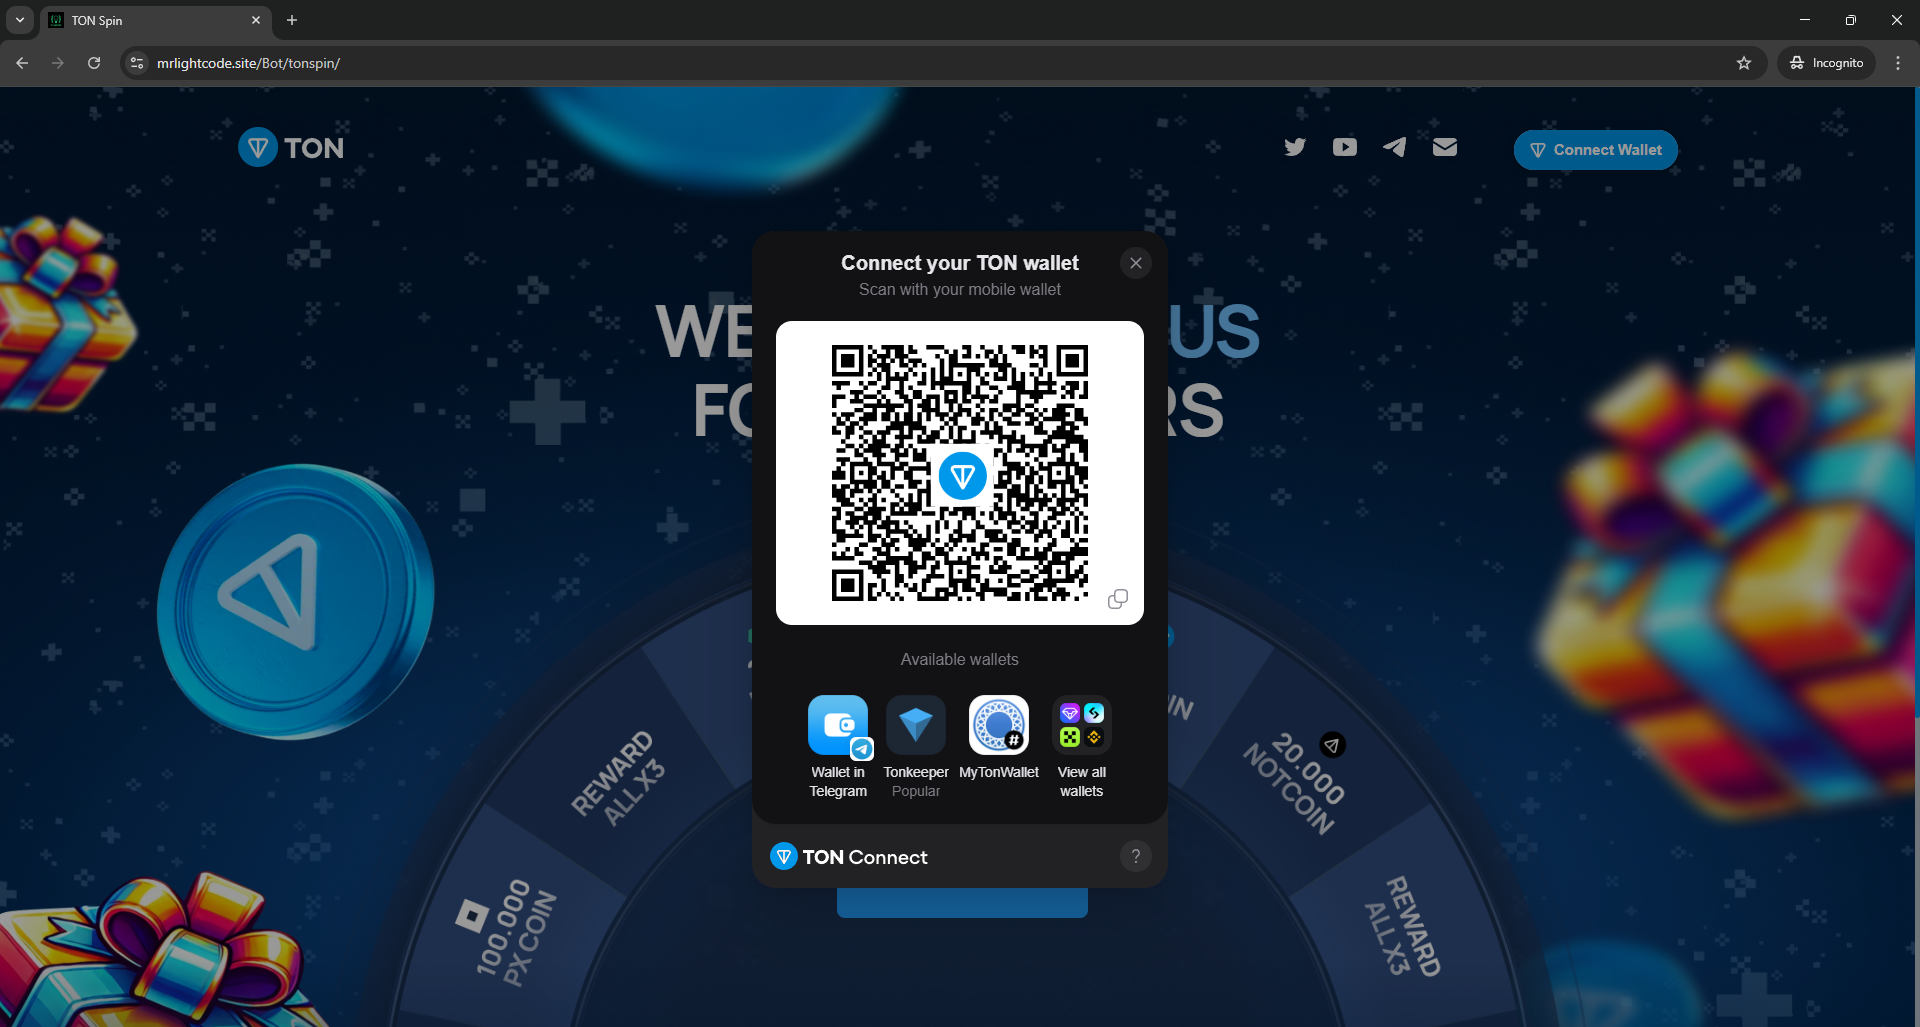 TON Spin
mrlightcode.site/Bot/tonspin/
Incognito
TON
Connect Wallet
WE
US
FO
RS
Connect your TON wallet
Scan with your mobile wallet
Available wallets
Wallet in
Telegram
Tonkeeper
Popular
MyTonWallet
View all
wallets
TON Connect
?
100.000
PX COIN
REWARD
ALL X3
IN
20.000
NOTCOIN
REWARD
ALL X3